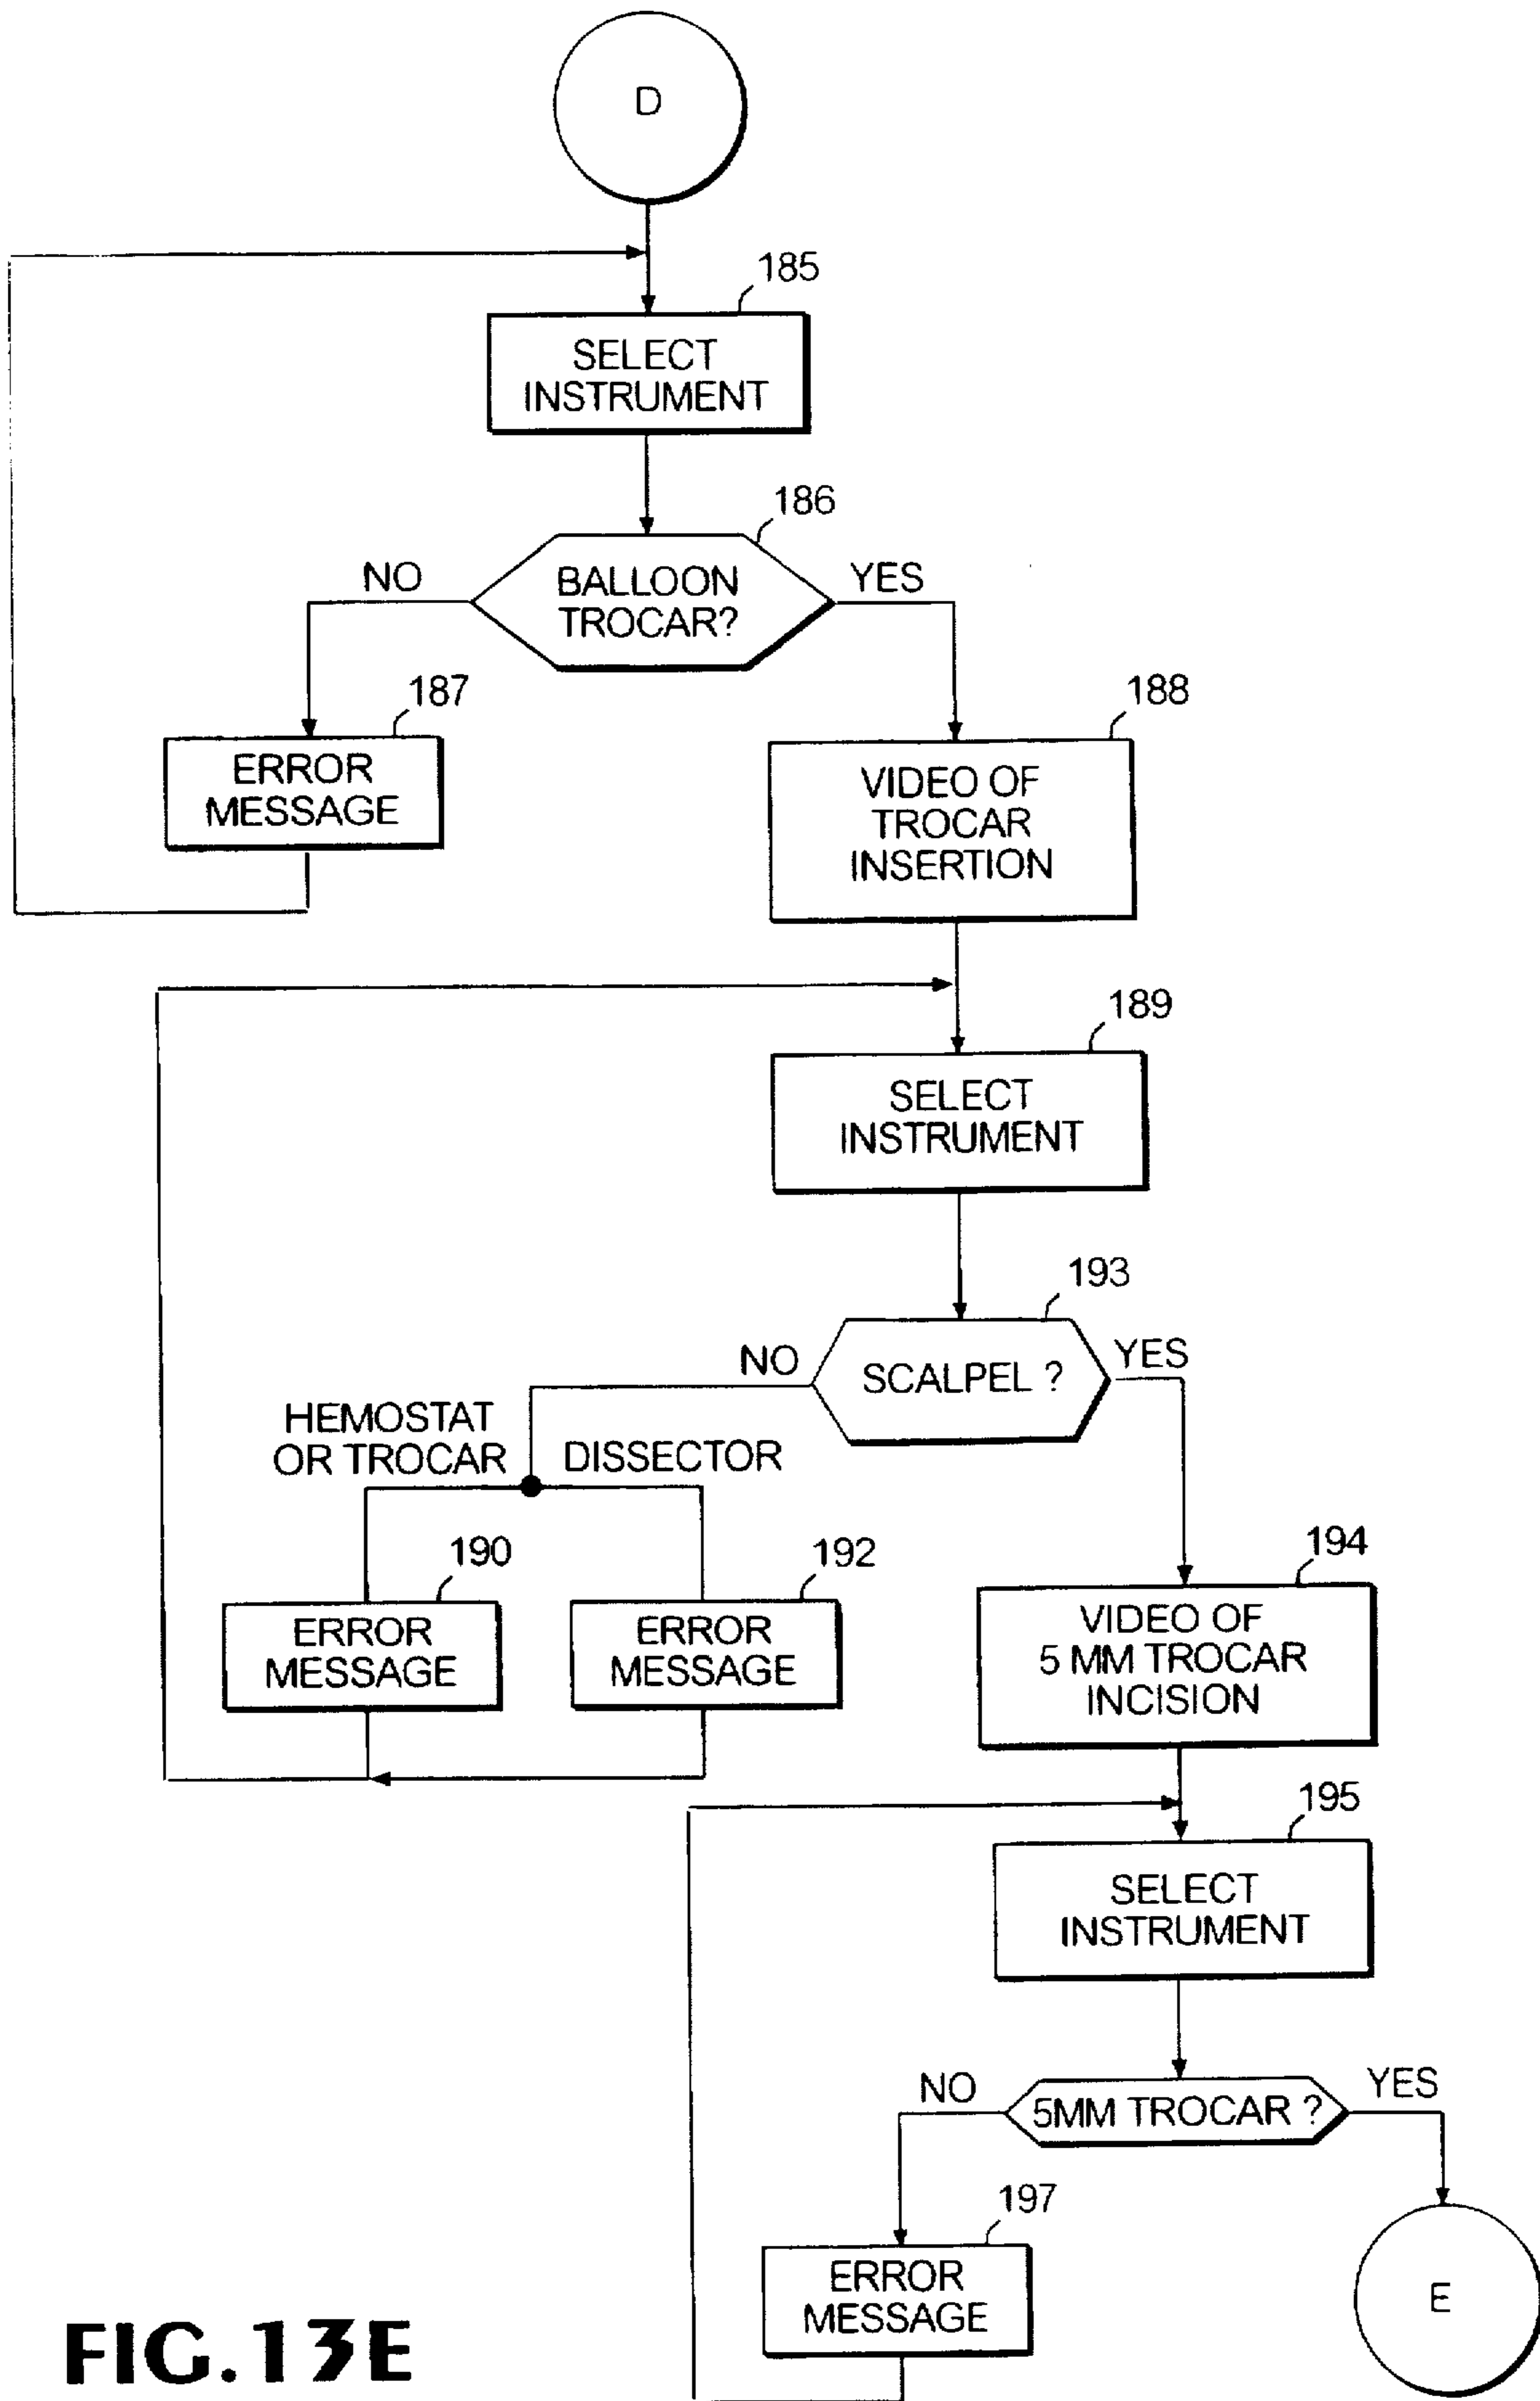 D
185
SELECT
INSTRUMENT
186
NO
BALLOON
TROCAR?
YES
187
ERROR
MESSAGE
188
VIDEO OF
TROCAR
INSERTION
189
SELECT
INSTRUMENT
193
NO
SCALPEL ?
YES
HEMOSTAT
OR TROCAR
DISSECTOR
190
ERROR
MESSAGE
192
ERROR
MESSAGE
194
VIDEO OF
5 MM TROCAR
INCISION
195
SELECT
INSTRUMENT
NO
5MM TROCAR ?
YES
197
ERROR
MESSAGE
E
FIG.13E